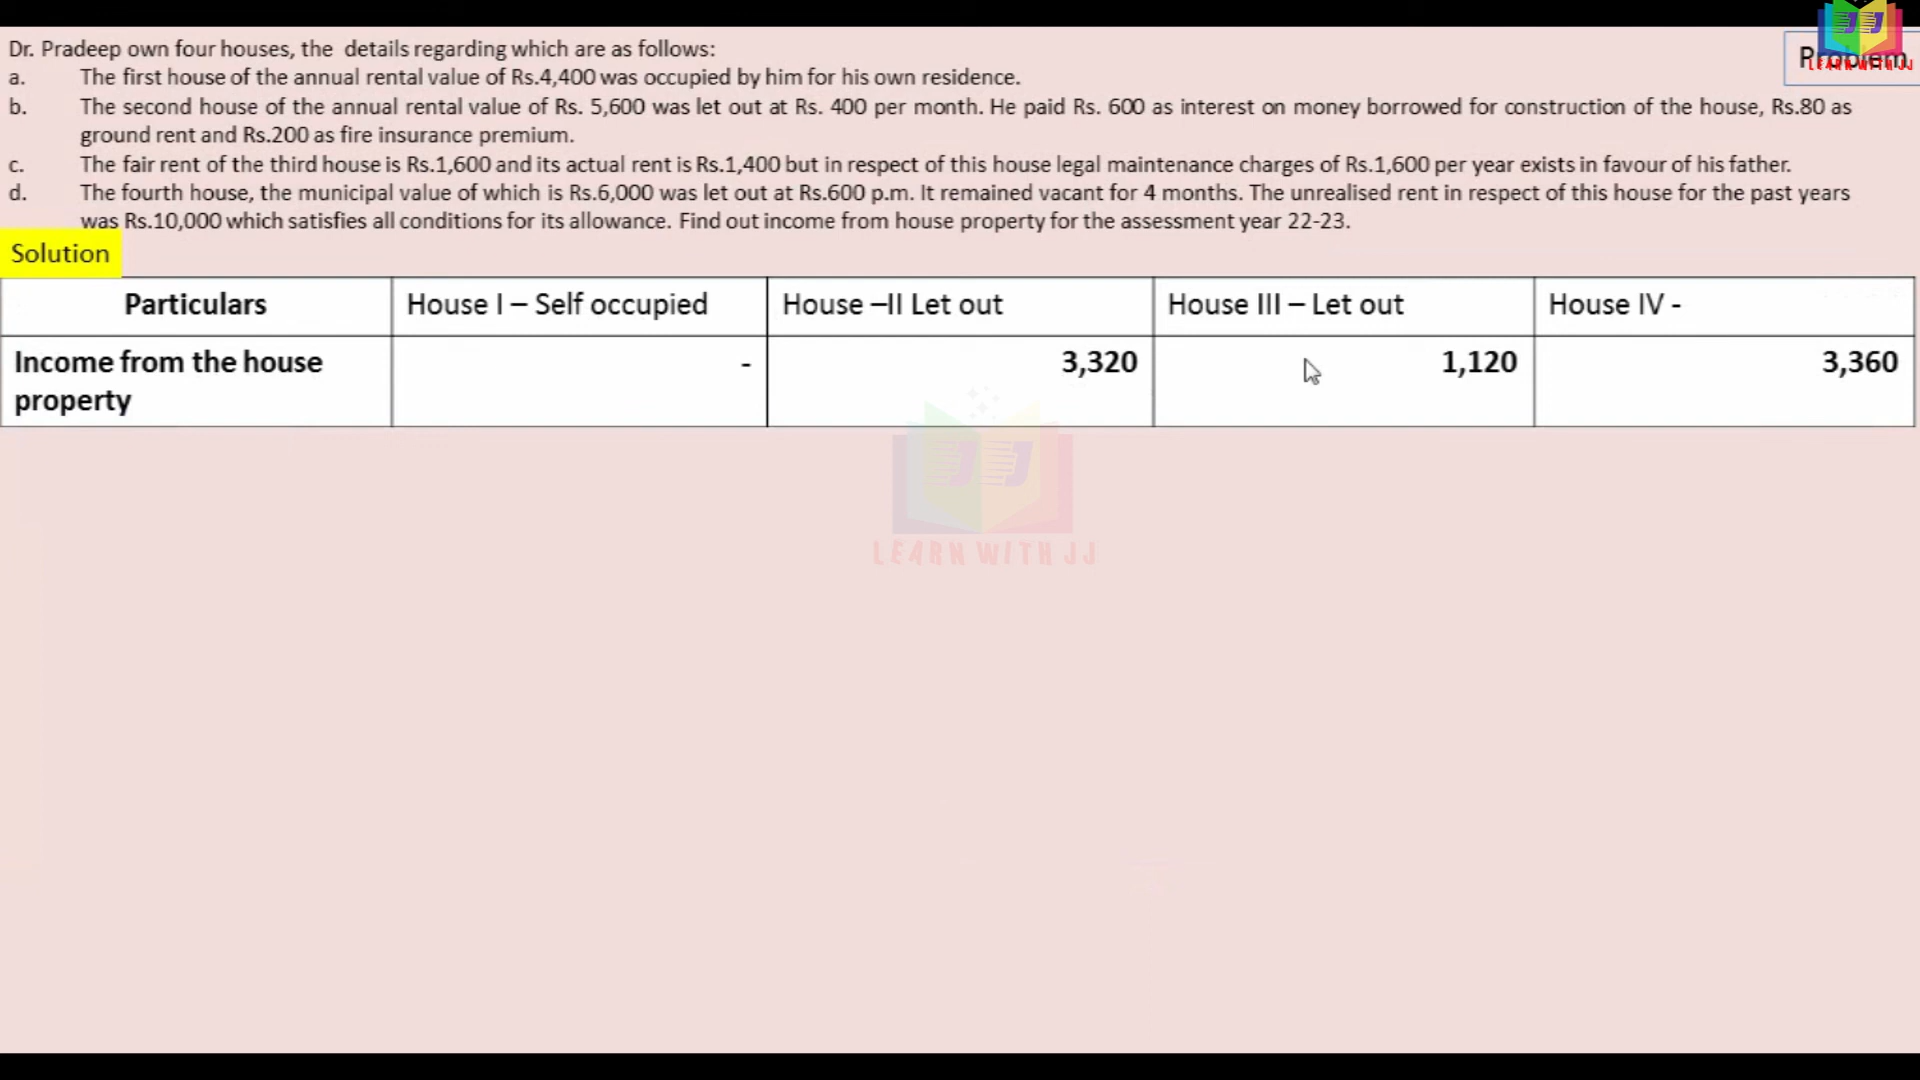 Problem
LEARN WITH JJ
Dr. Pradeep own four houses, the details regarding which are as follows:
a. The first house of the annual rental value of Rs.4,400 was occupied by him for his own residence.
b. The second house of the annual rental value of Rs. 5,600 was let out at Rs. 400 per month. He paid Rs. 600 as interest on money borrowed for construction of the house, Rs.80 as
ground rent and Rs.200 as fire insurance premium.
c. The fair rent of the third house is Rs.1,600 and its actual rent is Rs.1,400 but in respect of this house legal maintenance charges of Rs.1,600 per year exists in favour of his father.
d. The fourth house, the municipal value of which is Rs.6,000 was let out at Rs.600 p.m. It remained vacant for 4 months. The unrealised rent in respect of this house for the past years
was Rs.10,000 which satisfies all conditions for its allowance. Find out income from house property for the assessment year 22-23.
Solution
Particulars House I – Self occupied House –II Let out House III – Let out House IV -
Income from the house - 3,320 1,120 3,360
property
LEARN WITH JJ